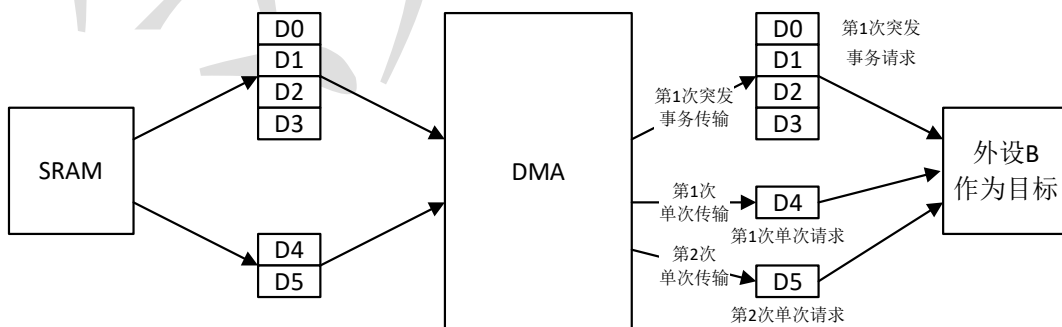 SRAM
D0
D1
D2
D3
D4
D5
DMA
第1次突发
事务传输
第1次
单次传输
第2次
单次传输
D0
D1
D2
D3
第1次突发
事务请求
D4
第1次单次请求
D5
第2次单次请求
外设B
作为目标